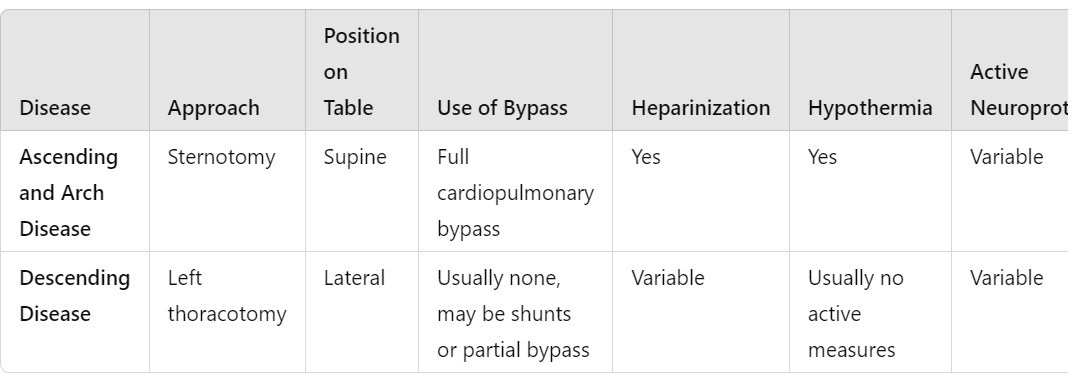 Disease Approach Position on Table Use of Bypass Heparinization Hypothermia Active Neuroprot
Ascending and Arch Disease Sternotomy Supine Full cardiopulmonary bypass Yes Yes Variable
Descending Disease Left thoracotomy Lateral Usually none, may be shunts or partial bypass Variable Usually no active measures Variable